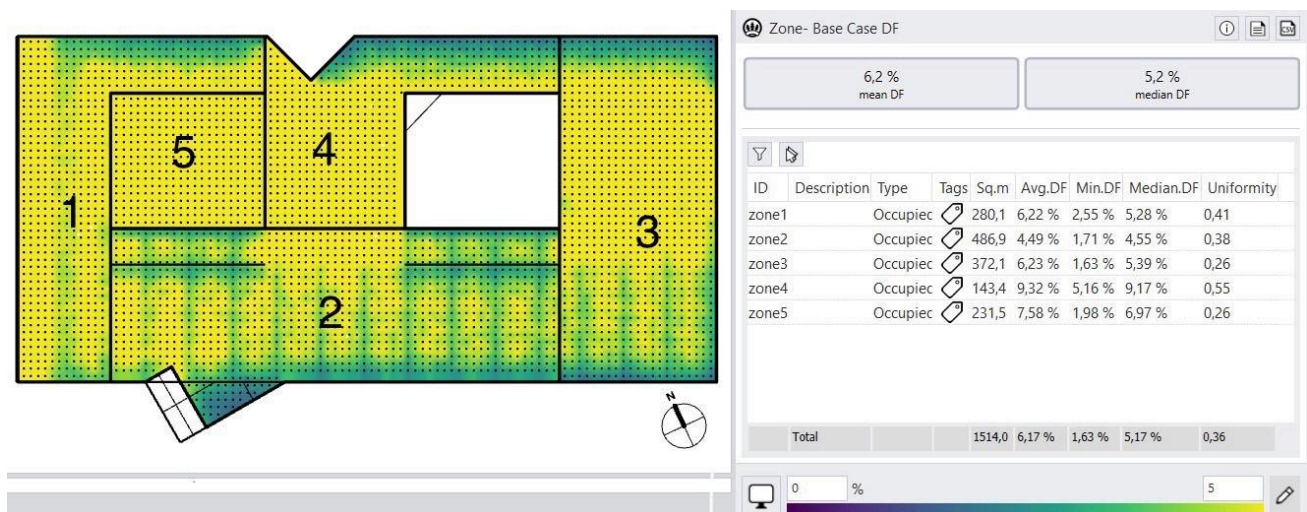 Zone- Base Case DF
CSV
6,2 %
mean DF
5,2 %
median DF
ID Description Type Tags Sq.m Avg.DF Min.DF Median.DF Uniformity
zone1 Occupiec 280,1 6,22 % 2,55 % 5,28 % 0,41
zone2 Occupiec 486,9 4,49 % 1,71 % 4,55 % 0,38
zone3 Occupiec 372,1 6,23 % 1,63 % 5,39 % 0,26
zone4 Occupiec 143,4 9,32 % 5,16 % 9,17 % 0,55
zone5 Occupiec 231,5 7,58 % 1,98 % 6,97 % 0,26
Total 1514,0 6,17 % 1,63 % 5,17 % 0,36
0 % 5
5
4
1
3
2
N